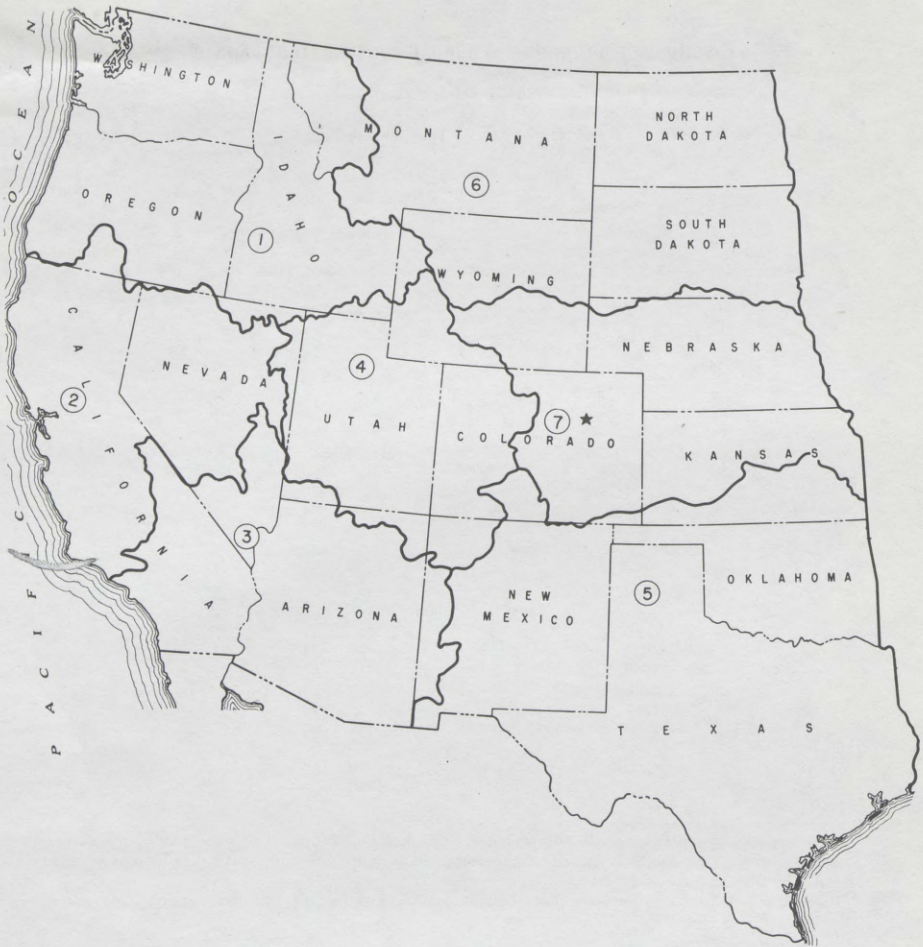 PACIFIC OCEAN
WASHINGTON
OREGON
IDAHO
MONTANA
NORTH
DAKOTA
SOUTH
DAKOTA
WYOMING
NEBRASKA
CALIFORNIA
NEVADA
UTAH
COLORADO
KANSAS
ARIZONA
NEW
MEXICO
OKLAHOMA
TEXAS
1
2
3
4
5
6
7